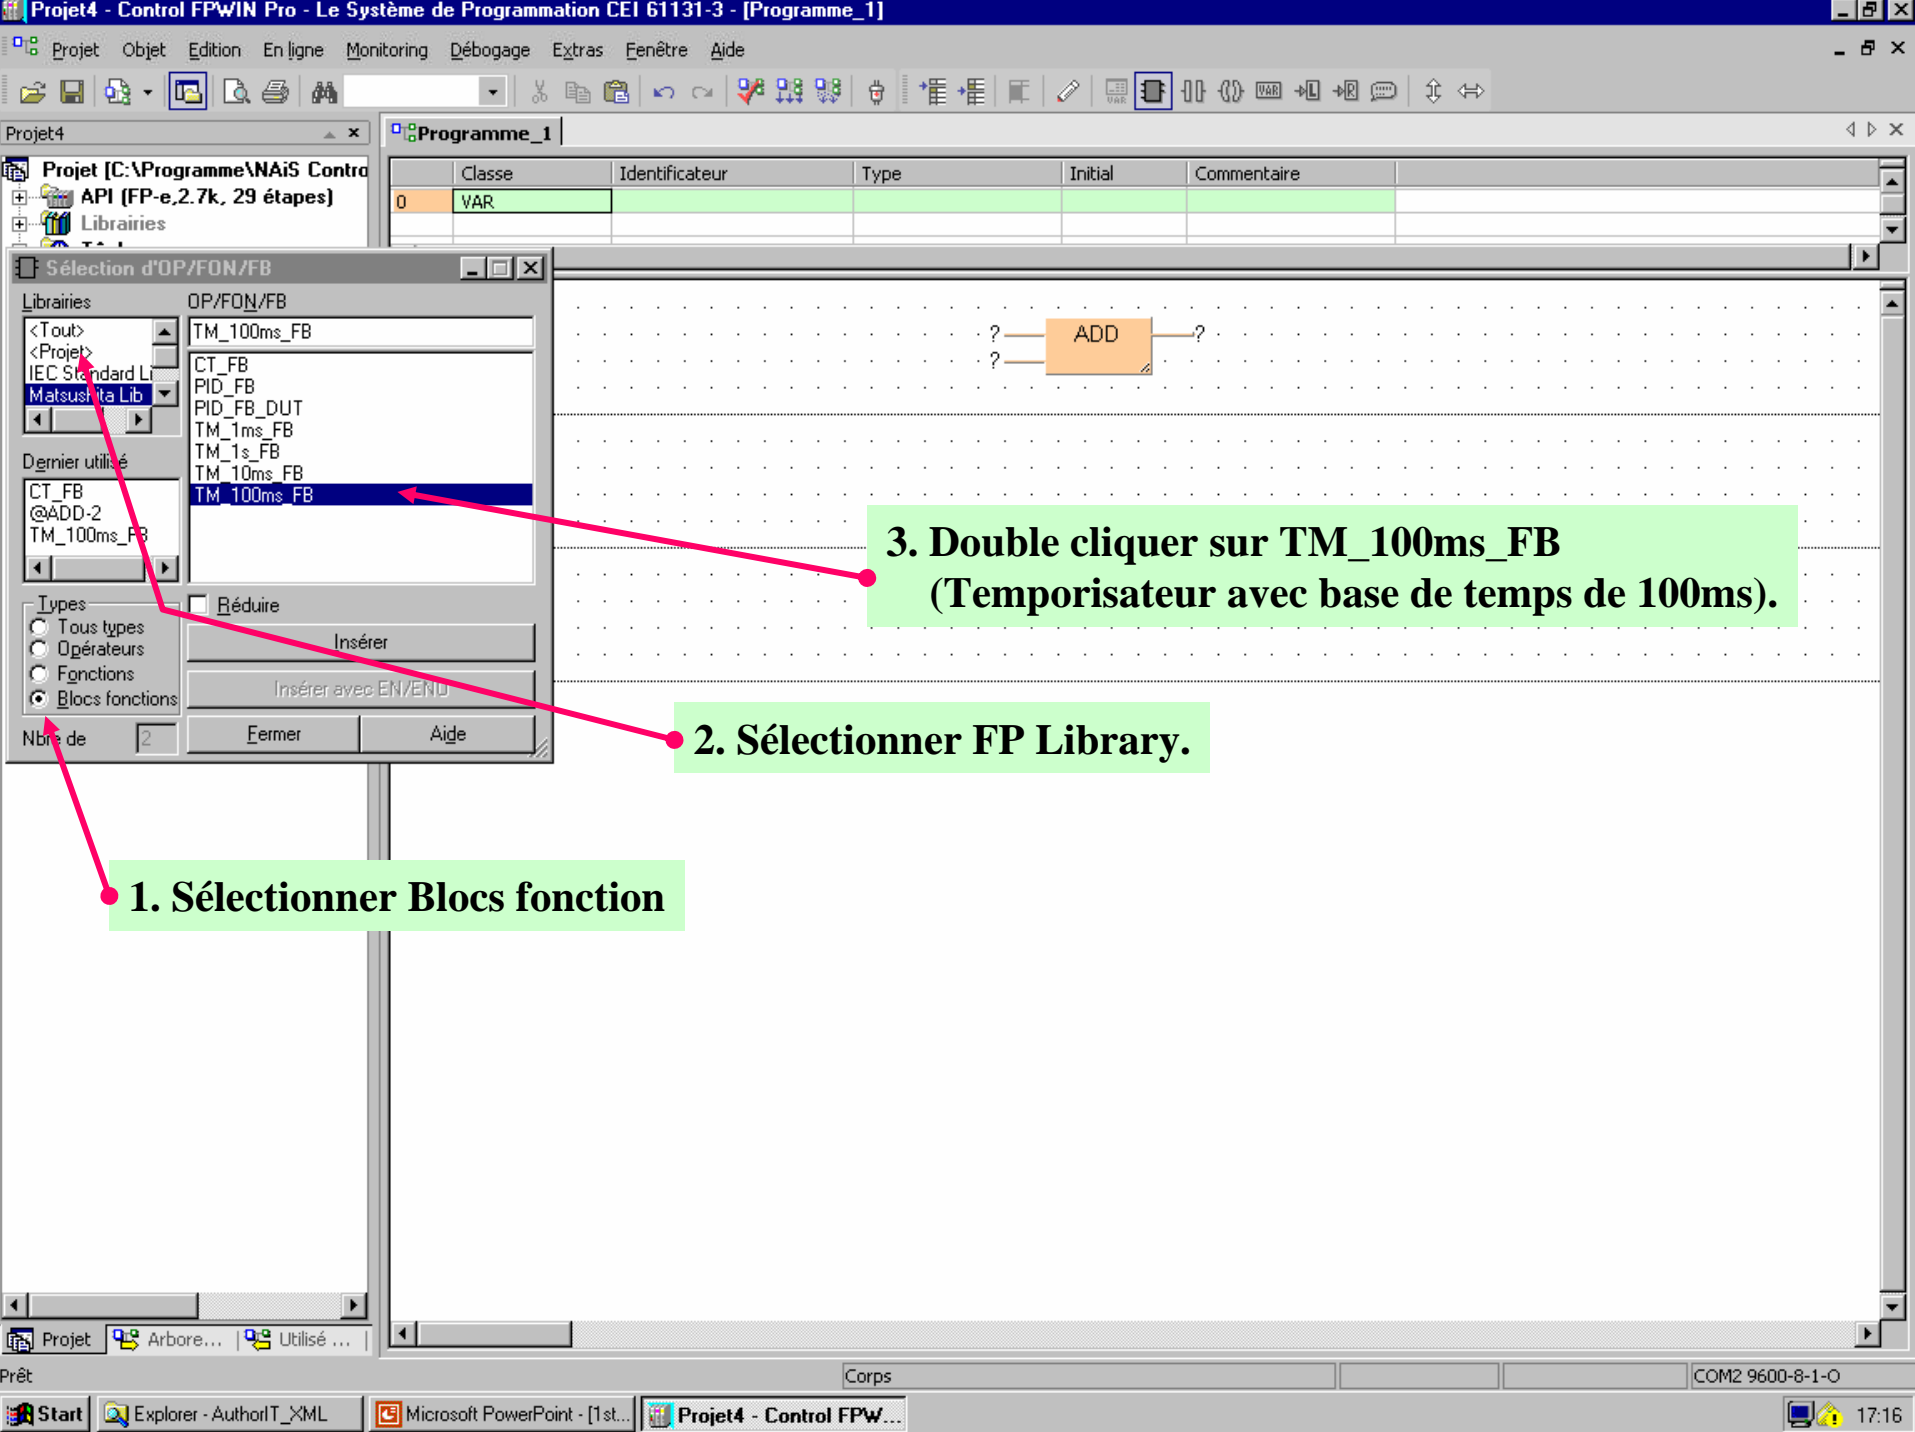 Projet4 - Control FPWIN Pro - Le Système de Programmation CEI 61131-3 - [Programme_1]
Projet Objet Edition En ligne Monitoring Débogage Extras Fenêtre Aide
Projet4
Programme_1
Projet [C:\Programme\NAiS Contro
API (FP-e,2.7k, 29 étapes)
Librairies
Classe Identificateur Type Initial Commentaire
0 VAR
Sélection d'OP/FON/FB
Librairies
<Tout>
<Projet>
IEC Standard Li
Matsushita Lib
OP/FON/FB
TM_100ms_FB
CT_FB
PID_FB
PID_FB_DUT
TM_1ms_FB
TM_1s_FB
TM_10ms_FB
TM_100ms_FB
Dernier utilisé
CT_FB
@ADD-2
TM_100ms_FB
Types
Tous types
Opérateurs
Fonctions
Blocs fonctions
Nbre de 2
Réduire
Insérer
Insérer avec EN/ENO
Fermer Aide
? ADD ?
?
3. Double cliquer sur TM_100ms_FB
(Temporisateur avec base de temps de 100ms).
2. Sélectionner FP Library.
1. Sélectionner Blocs fonction
Projet Arbore... Utilisé ...
Prêt Corps COM2 9600-8-1-O
Start Explorer - AuthorIT_XML Microsoft PowerPoint - [1st... Projet4 - Control FPW... 17:16